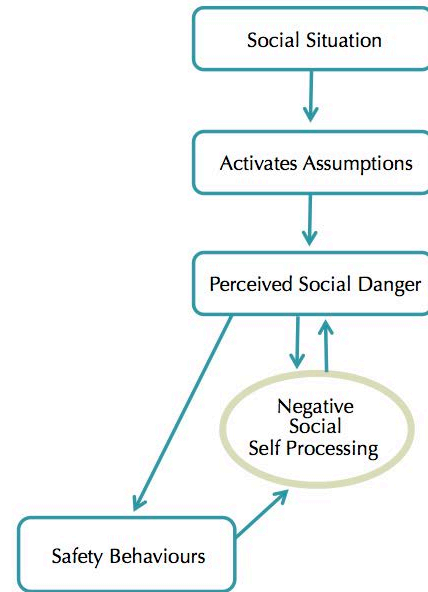 Social Situation
Activates Assumptions
Perceived Social Danger
Negative
Social
Self Processing
Safety Behaviours